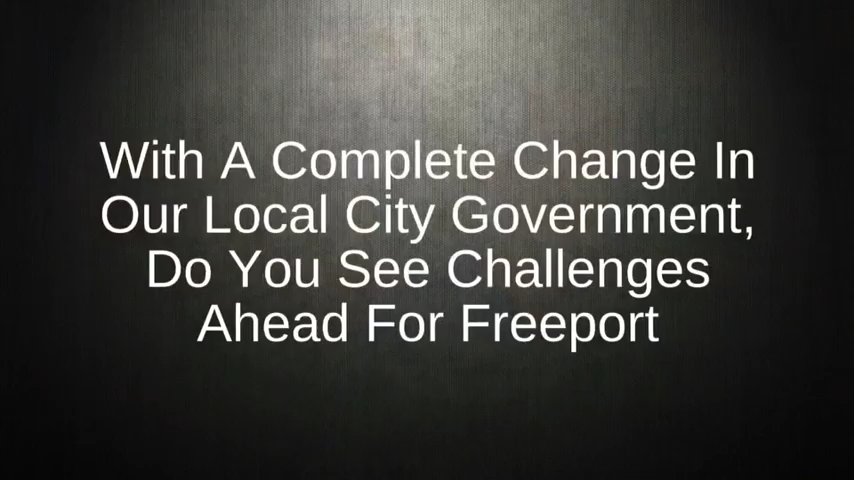 With A Complete Change In
Our Local City Government,
Do You See Challenges
Ahead For Freeport